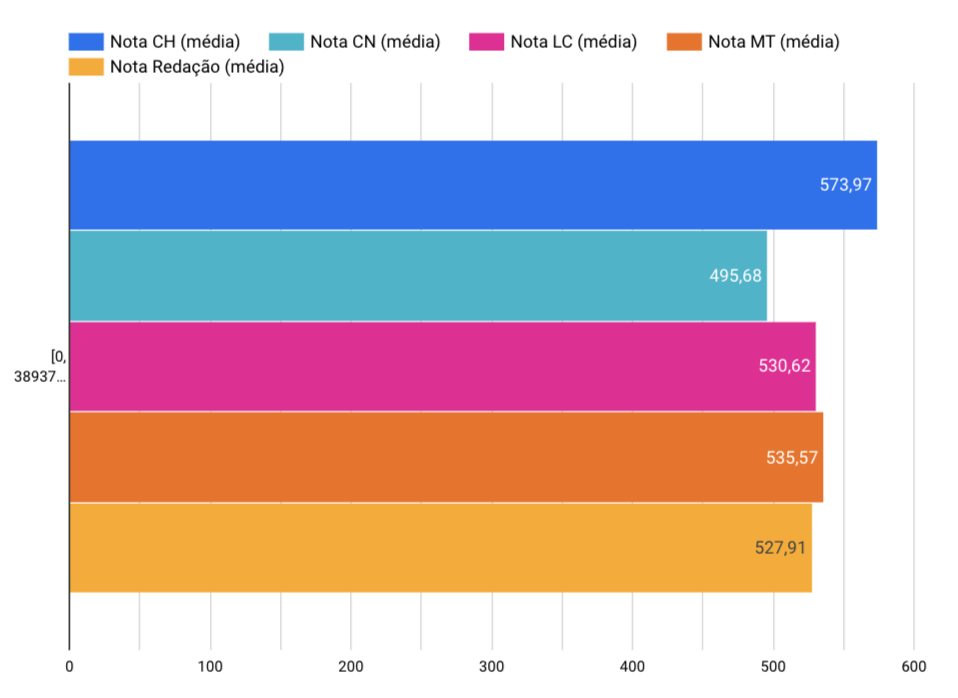 Nota CH (média) Nota CN (média) Nota LC (média) Nota MT (média)
Nota Redação (média)
573,97
495,68
[0,
38937…
530,62
535,57
527,91
0 100 200 300 400 500 600